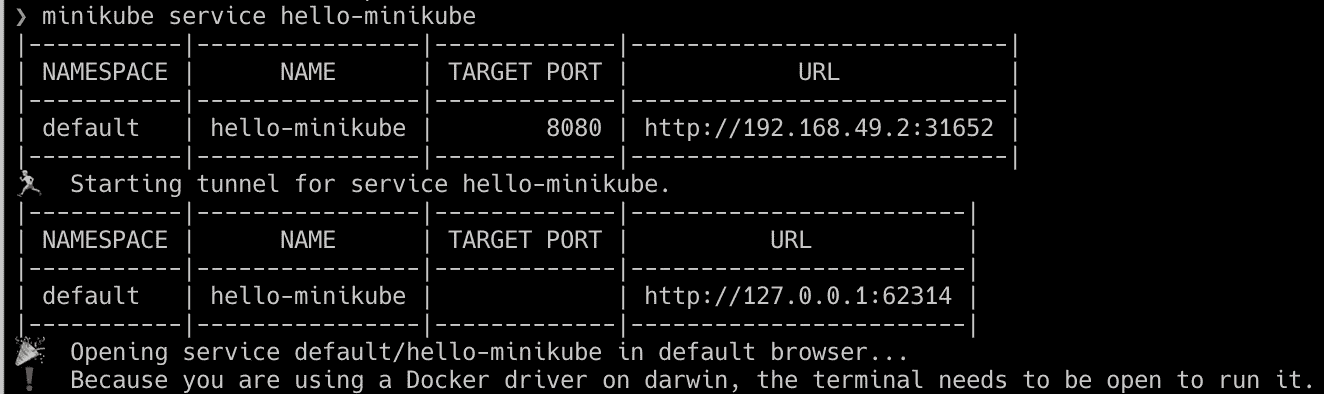 ❯ minikube service hello-minikube
|-----------|----------------|-------------|---------------------------|
| NAMESPACE |      NAME      | TARGET PORT |            URL            |
|-----------|----------------|-------------|---------------------------|
| default   | hello-minikube |        8080 | http://192.168.49.2:31652 |
|-----------|----------------|-------------|---------------------------|
🏃  Starting tunnel for service hello-minikube.
|-----------|----------------|-------------|------------------------|
| NAMESPACE |      NAME      | TARGET PORT |          URL           |
|-----------|----------------|-------------|------------------------|
| default   | hello-minikube |             | http://127.0.0.1:62314 |
|-----------|----------------|-------------|------------------------|
🎉  Opening service default/hello-minikube in default browser...
❗  Because you are using a Docker driver on darwin, the terminal needs to be open to run it.